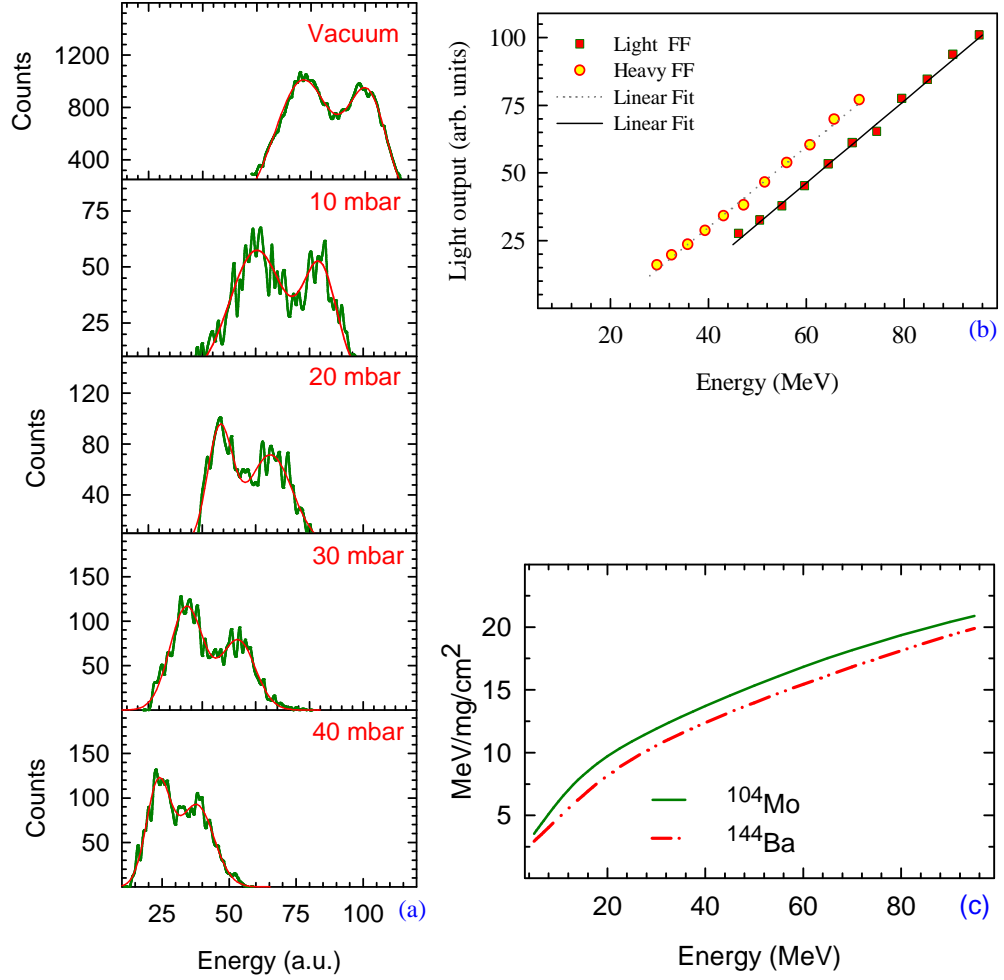 Vacuum
1200
800
400
Counts
10 mbar
75
50
25
20 mbar
120
80
40
Counts
30 mbar
150
100
50
40 mbar
150
100
50
Counts
25 50 75 100
(a)
Energy (a.u.)
Light FF
Heavy FF
Linear Fit
Linear Fit
100
75
50
25
Light output (arb. units)
20 40 60 80
(b)
Energy (MeV)
20
15
10
5
MeV/mg/cm²
¹⁰⁴Mo
¹⁴⁴Ba
20 40 60 80
(c)
Energy (MeV)